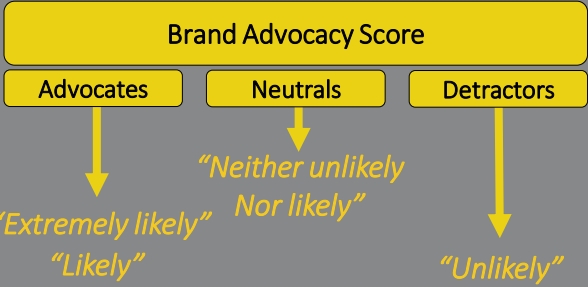 Brand Advocacy Score
Advocates
Neutrals
Detractors
“Neither unlikely
Nor likely”
“Extremely likely”
“Likely”
“Unlikely”